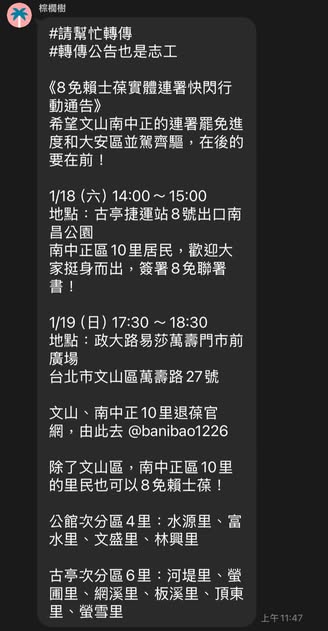 棕櫚樹
#請幫忙轉傳
#轉傳公告也是志工
《8免賴士葆實體連署快閃行
動通告》
希望文山南中正的連署罷免進
度和大安區並駕齊驅，在後的
要在前！
1/18 (六) 14:00～15:00
地點：古亭捷運站8號出口南
昌公園
南中正區10里居民，歡迎大
家挺身而出，簽署8免聯署
書！
1/19 (日) 17:30 ～ 18:30
地點：政大路易莎萬壽門市前
廣場
台北市文山區萬壽路27號
文山、南中正10里退葆官
網，由此去 @banibao1226
除了文山區，南中正區10里
的里民也可以8免賴士葆！
公館次分區4里：水源里、富
水里、文盛里、林興里
古亭次分區6里：河堤里、螢
圃里、網溪里、板溪里、頂東
里、螢雪里
上午11:47